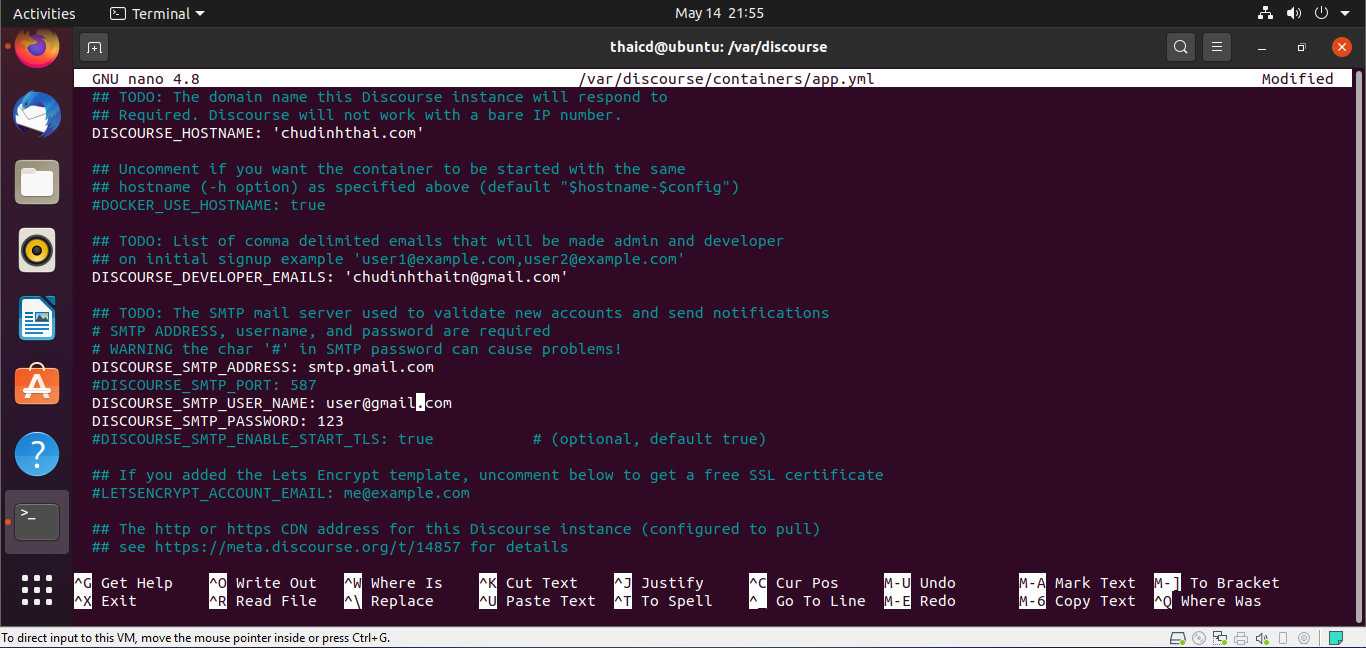 Activities Terminal May 14 21:55
thaicd@ubuntu: /var/discourse
GNU nano 4.8 /var/discourse/containers/app.yml Modified
## TODO: The domain name this Discourse instance will respond to
## Required. Discourse will not work with a bare IP number.
DISCOURSE_HOSTNAME: 'chudinhthai.com'
## Uncomment if you want the container to be started with the same
## hostname (-h option) as specified above (default "$hostname-$config")
#DOCKER_USE_HOSTNAME: true
## TODO: List of comma delimited emails that will be made admin and developer
## on initial signup example 'user1@example.com,user2@example.com'
DISCOURSE_DEVELOPER_EMAILS: 'chudinhthaitn@gmail.com'
## TODO: The SMTP mail server used to validate new accounts and send notifications
# SMTP ADDRESS, username, and password are required
# WARNING the char '#' in SMTP password can cause problems!
DISCOURSE_SMTP_ADDRESS: smtp.gmail.com
#DISCOURSE_SMTP_PORT: 587
DISCOURSE_SMTP_USER_NAME: user@gmail.com
DISCOURSE_SMTP_PASSWORD: 123
#DISCOURSE_SMTP_ENABLE_START_TLS: true # (optional, default true)
## If you added the Lets Encrypt template, uncomment below to get a free SSL certificate
#LETSENCRYPT_ACCOUNT_EMAIL: me@example.com
## The http or https CDN address for this Discourse instance (configured to pull)
## see https://meta.discourse.org/t/14857 for details
^G Get Help ^O Write Out ^W Where Is ^K Cut Text ^J Justify ^C Cur Pos M-U Undo M-A Mark Text M-] To Bracket
^X Exit ^R Read File ^\ Replace ^U Paste Text ^T To Spell ^_ Go To Line M-E Redo M-6 Copy Text ^Q Where Was
To direct input to this VM, move the mouse pointer inside or press Ctrl+G.